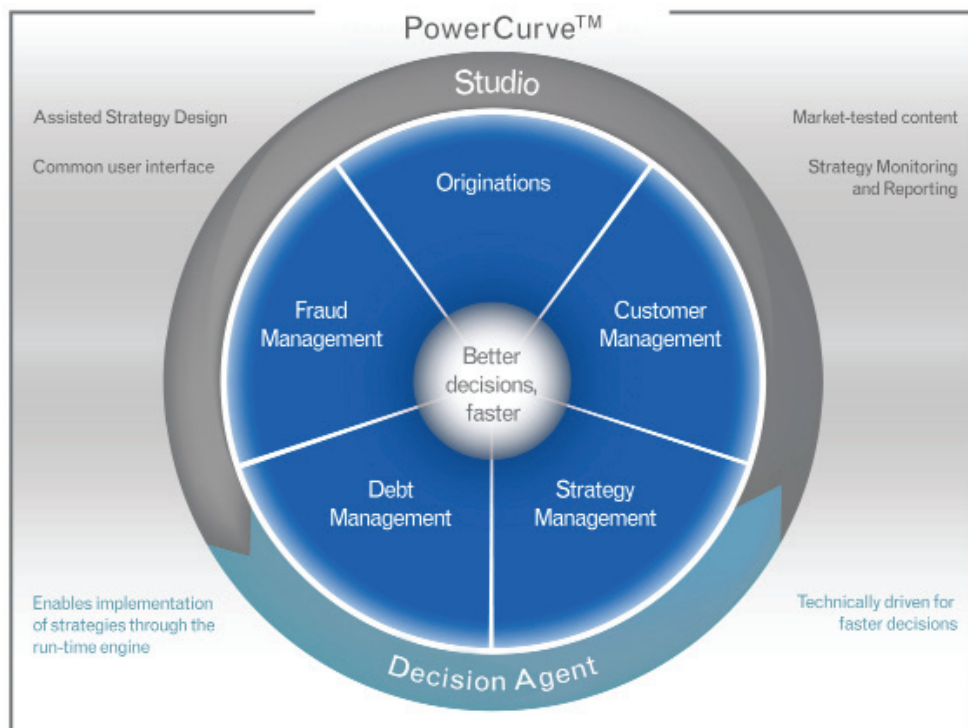 PowerCurve™
Studio
Assisted Strategy Design
Common user interface
Market-tested content
Strategy Monitoring
and Reporting
Originations
Fraud
Management
Customer
Management
Better
decisions,
faster
Debt
Management
Strategy
Management
Enables implementation
of strategies through the
run-time engine
Technically driven for
faster decisions
Decision Agent